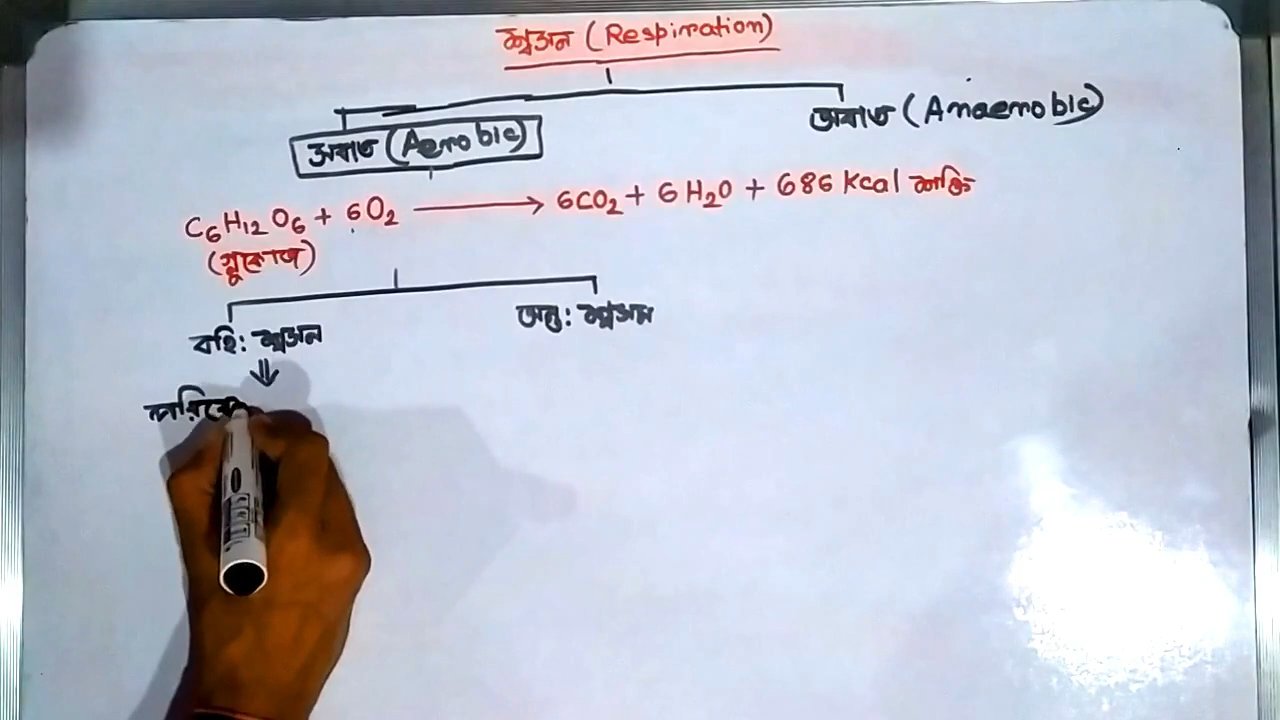 শ্বসন (Respiration)
সবাত (Aerobic)
অবাত (Anaerobic)
C₆H₁₂O₆ + 6O₂ ⟶ 6CO₂ + 6H₂O + 686 Kcal শক্তি
(গ্লুকোজ)
বহি: শ্বসন
অন্ত: শ্বসন
⇓